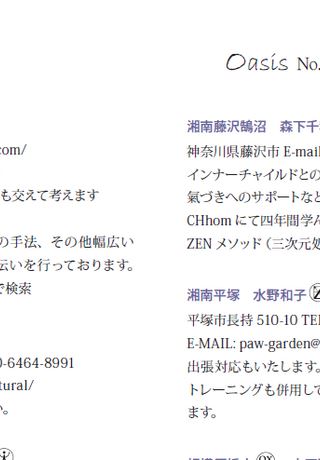 Oasis No.
com/
も交えて考えます
の手法、その他幅広い
伝いを行っております。
で検索
0-6464-8991
tural/
い。
湘南藤沢鵠沼 森下千
神奈川県藤沢市 E-mail
インナーチャイルドとの
氣づきへのサポートなど
CHhom にて四年間学ん
ZEN メソッド（三次元処
湘南平塚 水野和子
平塚市長持 510-10 TEL
E-MAIL: paw-garden@
出張対応もいたします。
トレーニングも併用して
ます。